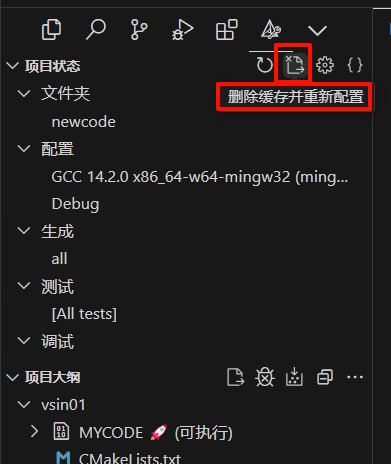 项目状态
删除缓存并重新配置
文件夹
newcode
配置
GCC 14.2.0 x86_64-w64-mingw32 (ming...
Debug
生成
all
测试
[All tests]
调试
项目大纲
vsin01
MYCODE 🚀 (可执行)
CMakeLists.txt